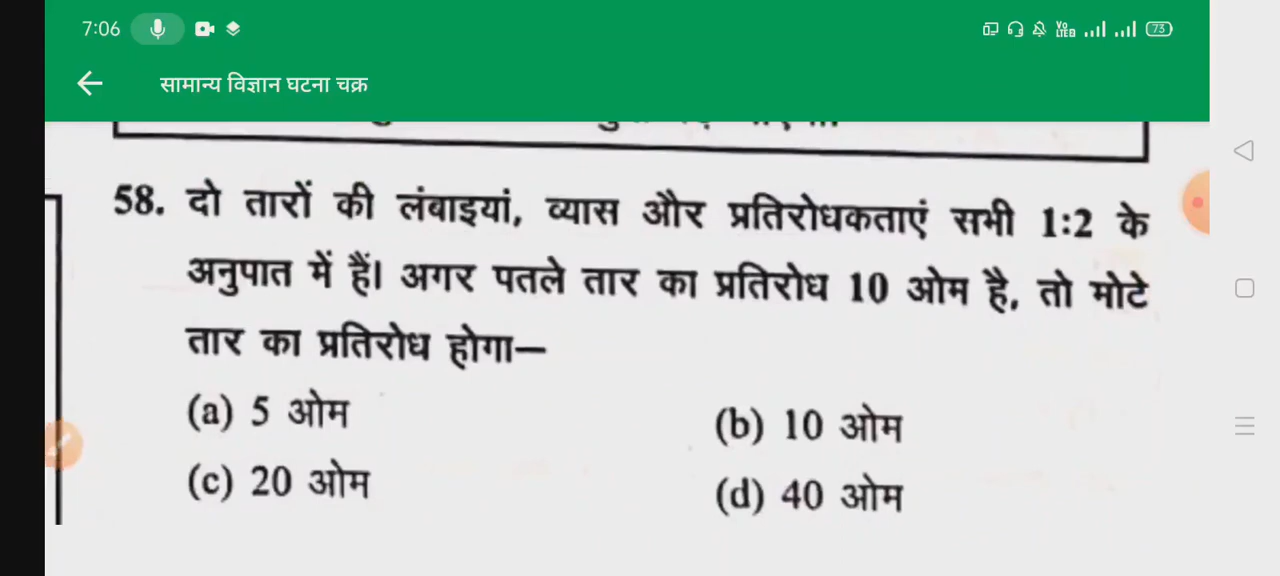 7:06
73
सामान्य विज्ञान घटना चक्र
58. दो तारों की लंबाइयां, व्यास और प्रतिरोधकताएं सभी 1:2 के
अनुपात में हैं। अगर पतले तार का प्रतिरोध 10 ओम है, तो मोटे
तार का प्रतिरोध होगा—
(a) 5 ओम
(b) 10 ओम
(c) 20 ओम
(d) 40 ओम